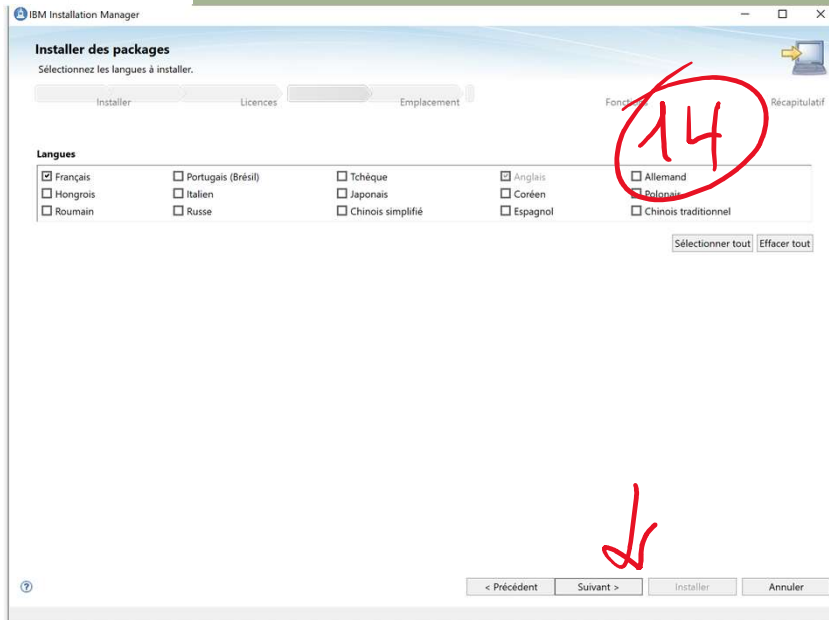 IBM Installation Manager
Installer des packages
Sélectionnez les langues à installer.
Installer Licences Emplacement Fonctions Récapitulatif
14
Langues
Français Portugais (Brésil) Tchèque Anglais Allemand
Hongrois Italien Japonais Coréen Polonais
Roumain Russe Chinois simplifié Espagnol Chinois traditionnel
Sélectionner tout Effacer tout
< Précédent Suivant > Installer Annuler